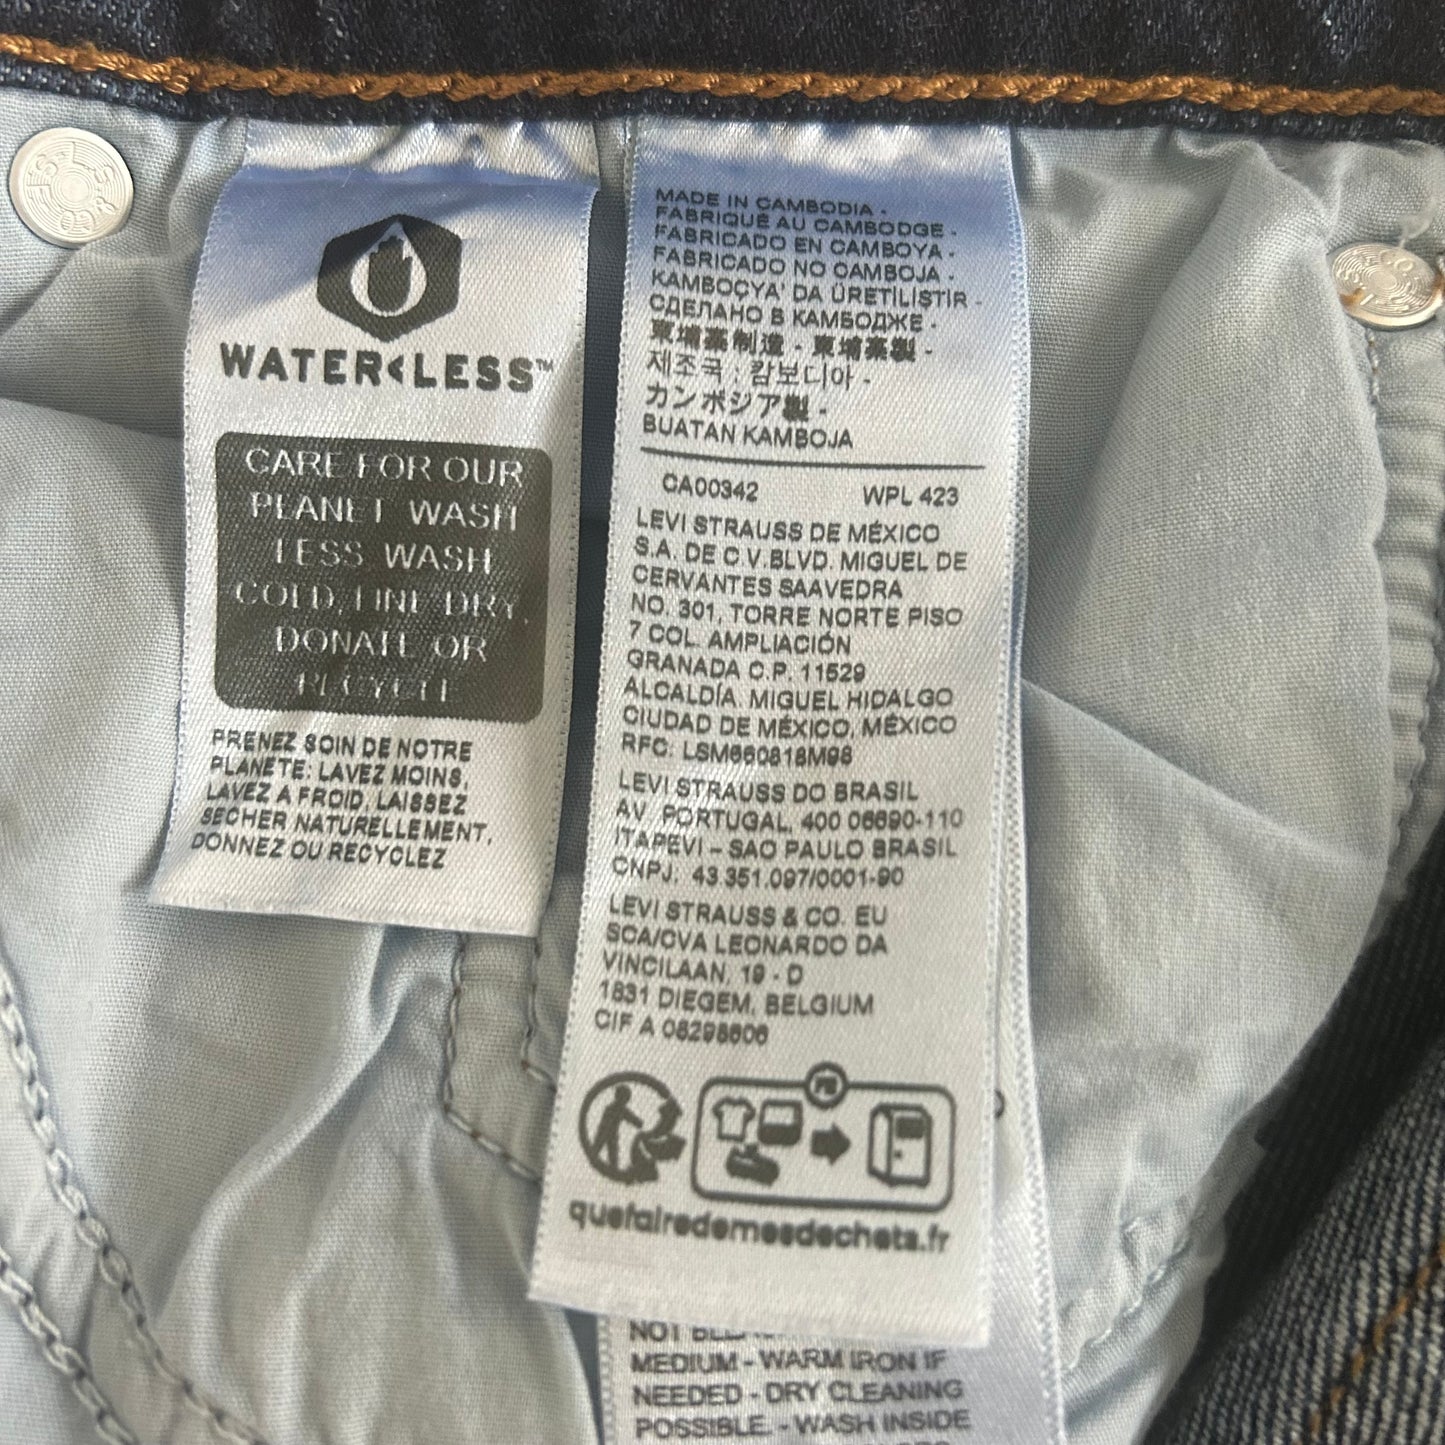 WATER<LESS™
CARE FOR OUR
PLANET WASH
LESS, WASH
COLD, LINE DRY,
DONATE OR
RECYCLE
PRENEZ SOIN DE NOTRE
PLANÈTE: LAVEZ MOINS,
LAVEZ A FROID, LAISSEZ
SÉCHER NATURELLEMENT,
DONNEZ OU RECYCLEZ
MADE IN CAMBODIA -
FABRIQUÉ AU CAMBODGE -
FABRICADO EN CAMBOYA -
FABRICADO NO CAMBOJA -
KAMBOÇYA' DA ÜRETİLİSTİR -
СДЕЛАНО В КАМБОДЖЕ -
柬埔寨制造 - 柬埔寨製 -
제조국 : 캄보디아 -
カンボジア製 -
BUATAN KAMBOJA
CA00342 WPL 423
LEVI STRAUSS DE MÉXICO
S.A. DE C.V.BLVD. MIGUEL DE
CERVANTES SAAVEDRA
NO. 301, TORRE NORTE PISO
7 COL. AMPLIACIÓN
GRANADA C.P. 11529
ALCALDÍA. MIGUEL HIDALGO
CIUDAD DE MÉXICO, MÉXICO
RFC: LSM660818M98
LEVI STRAUSS DO BRASIL
AV. PORTUGAL, 400 06690-110
ITAPEVI – SAO PAULO BRASIL
CNPJ: 43.351.097/0001-90
LEVI STRAUSS & CO. EU
SCA/CVA LEONARDO DA
VINCILAAN, 19 - D
1831 DIEGEM, BELGIUM
CIF A 08298606
FR
quefairedemesdechets.fr
NOT
MEDIUM - WARM IRON IF
NEEDED - DRY CLEANING
POSSIBLE - WASH INSIDE